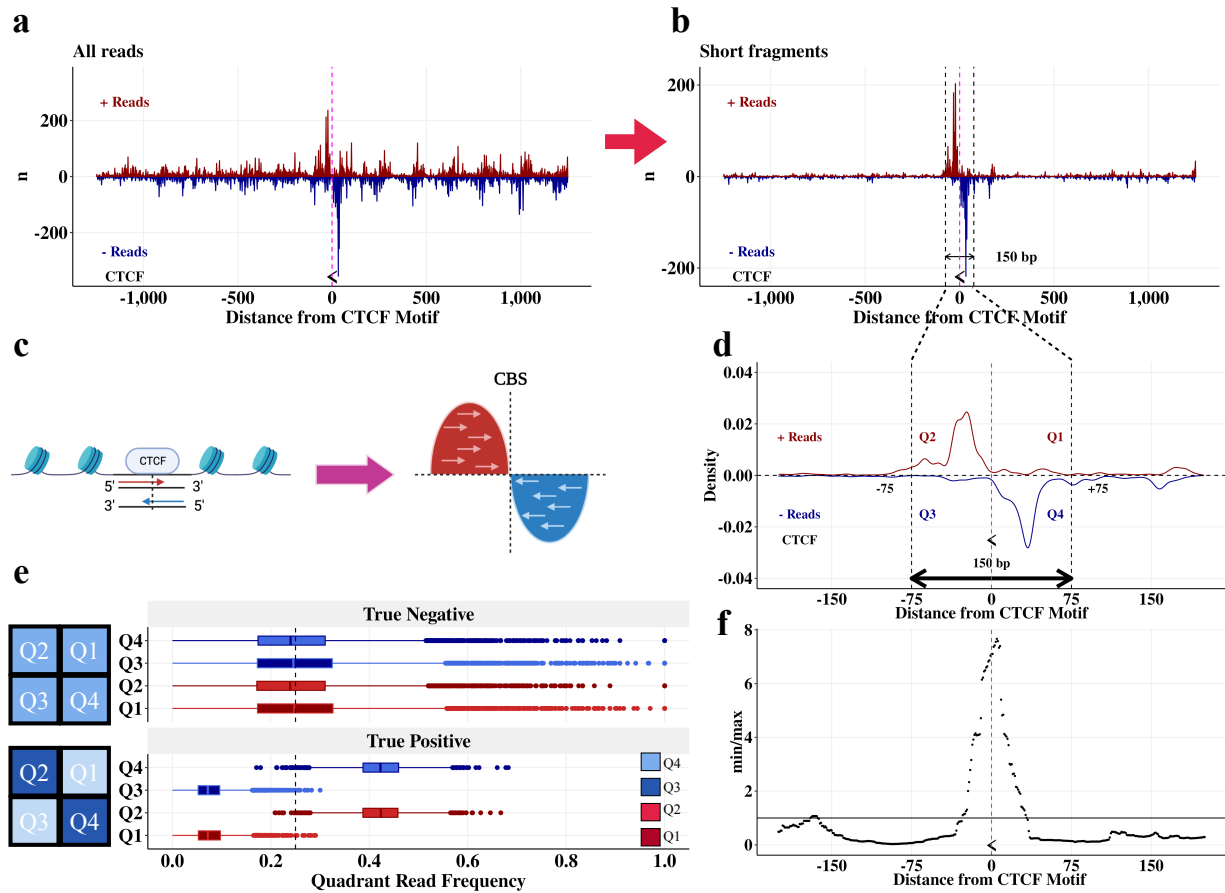 a
All reads
+ Reads
n
200
0
-200
- Reads
CTCF
-1,000
-500
0
500
1,000
Distance from CTCF Motif
b
Short fragments
+ Reads
n
200
0
-200
- Reads
CTCF
150 bp
-1,000
-500
0
500
1,000
Distance from CTCF Motif
c
CTCF
5'
3'
3'
5'
CBS
d
Density
0.04
0.02
0.00
-0.02
-0.04
+ Reads
Q2
Q1
-75
+75
- Reads
Q3
Q4
CTCF
150 bp
-150
-75
0
75
150
Distance from CTCF Motif
e
Q2
Q1
Q3
Q4
True Negative
Q4
Q3
Q2
Q1
Q2
Q1
Q3
Q4
True Positive
Q4
Q3
Q2
Q1
Q4
Q3
Q2
Q1
0.0
0.2
0.4
0.6
0.8
1.0
Quadrant Read Frequency
f
min/max
8
6
4
2
1
0
-150
-75
0
75
150
Distance from CTCF Motif